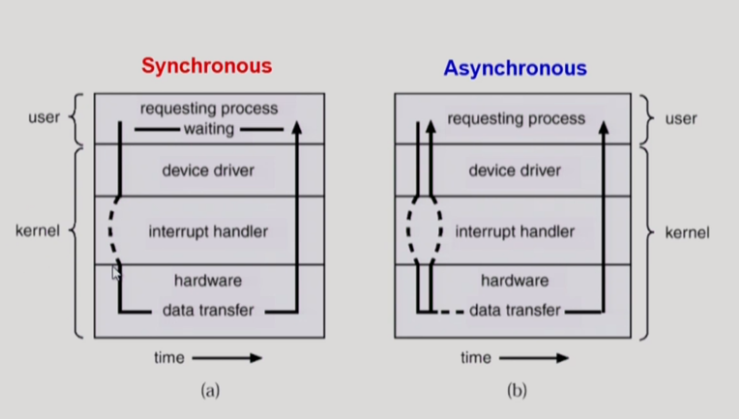 Synchronous
Asynchronous
user
requesting process
waiting
device driver
kernel
interrupt handler
hardware
data transfer
time
(a)
requesting process
user
device driver
interrupt handler
kernel
hardware
data transfer
time
(b)